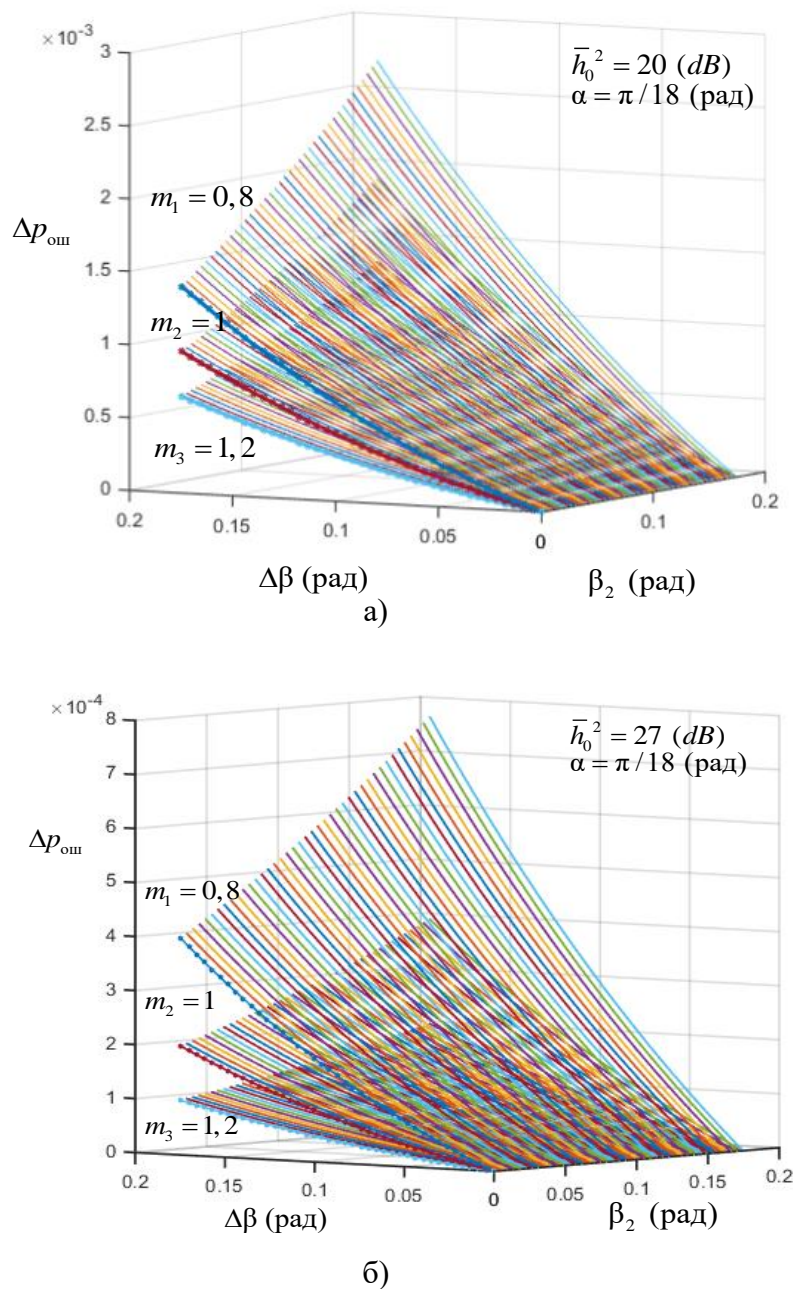 ×10⁻³
3
h̄₀² = 20 (dB)
α = π / 18 (рад)
2.5
m₁ = 0,8
2
Δpₒш
1.5
m₂ = 1
1
0.5
m₃ = 1, 2
0
0.2 0.15 0.1 0.05 0 0.1 0.2
Δβ (рад) β₂ (рад)
а)
×10⁻⁴
8
h̄₀² = 27 (dB)
α = π / 18 (рад)
7
6
Δpₒш
5
m₁ = 0,8
4
3
m₂ = 1
2
1
m₃ = 1, 2
0
0.2 0.15 0.1 0.05 0 0.05 0.1 0.15 0.2
Δβ (рад) β₂ (рад)
б)